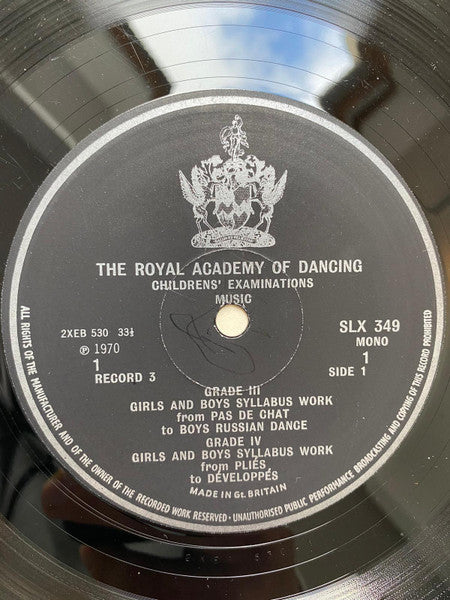 THE ROYAL ACADEMY OF DANCING
CHILDRENS' EXAMINATIONS
MUSIC
2XEB 530 33⅓
℗ 1970
1
RECORD 3
SLX 349
MONO
1
SIDE 1
GRADE III
GIRLS AND BOYS SYLLABUS WORK
from PAS DE CHAT
to BOYS RUSSIAN DANCE
GRADE IV
GIRLS AND BOYS SYLLABUS WORK
from PLIÉS
to DÉVELOPPÉS
MADE IN Gt. BRITAIN
ALL RIGHTS OF THE MANUFACTURER AND OF THE OWNER OF THE RECORDED WORK RESERVED · UNAUTHORISED PUBLIC PERFORMANCE BROADCASTING AND COPYING OF THIS RECORD PROHIBITED